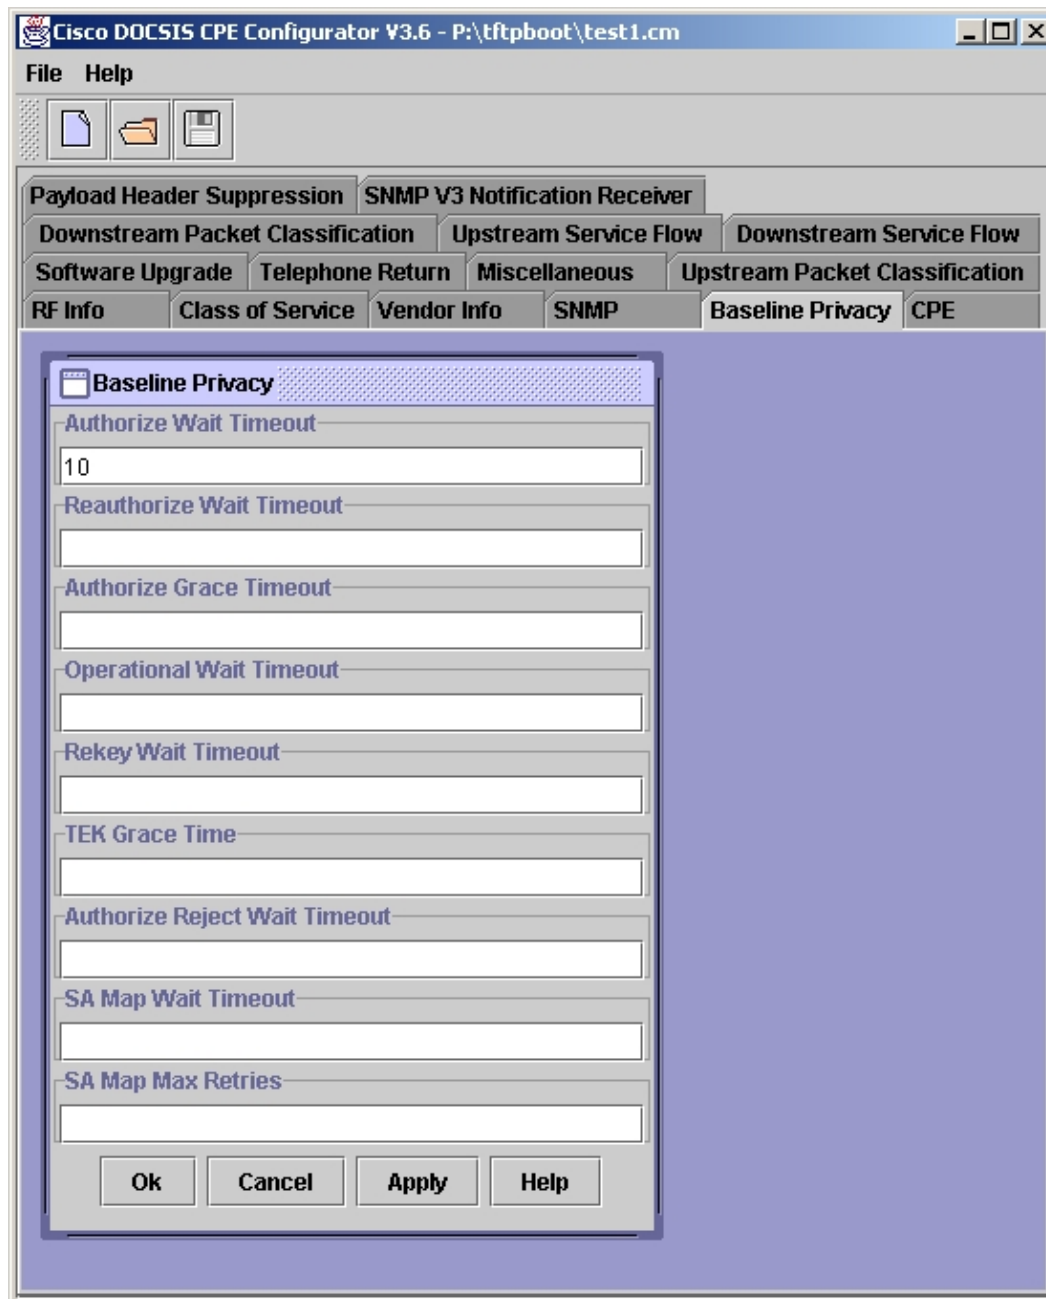 Cisco DOCSIS CPE Configurator V3.6 - P:\tftpboot\test1.cm
File Help
Payload Header Suppression SNMP V3 Notification Receiver
Downstream Packet Classification Upstream Service Flow Downstream Service Flow
Software Upgrade Telephone Return Miscellaneous Upstream Packet Classification
RF Info Class of Service Vendor Info SNMP Baseline Privacy CPE
Baseline Privacy
Authorize Wait Timeout
10
Reauthorize Wait Timeout
Authorize Grace Timeout
Operational Wait Timeout
Rekey Wait Timeout
TEK Grace Time
Authorize Reject Wait Timeout
SA Map Wait Timeout
SA Map Max Retries
Ok Cancel Apply Help